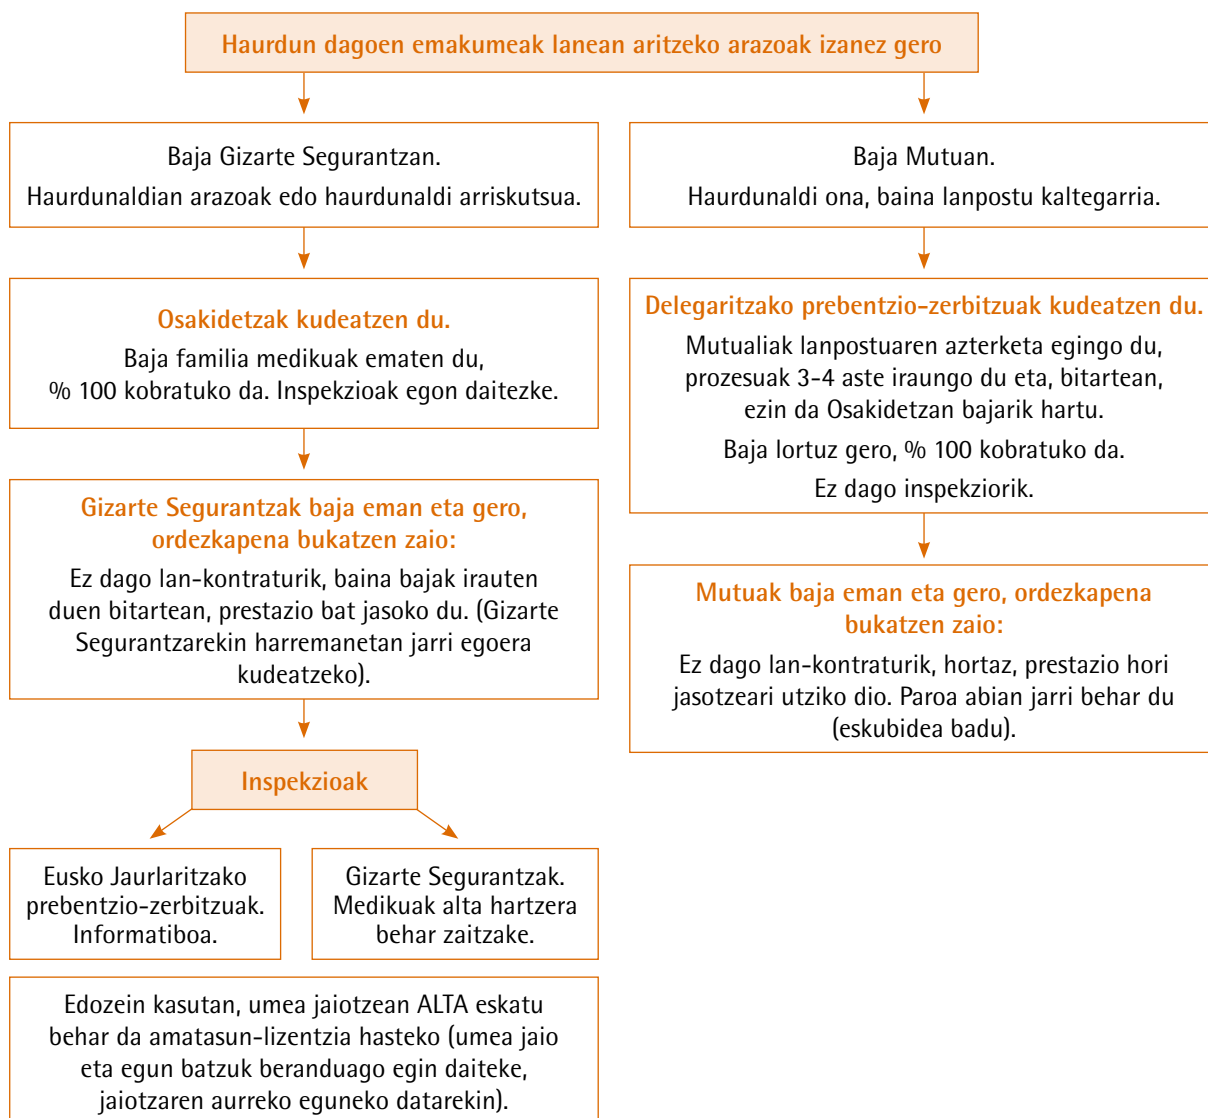 Haurdun dagoen emakumeak lanean aritzeko arazoak izanez gero
Baja Gizarte Segurantzan.
Haurdunaldian arazoak edo haurdunaldi arriskutsua.
Osakidetzak kudeatzen du.
Baja familia medikuak ematen du,
% 100 kobratuko da. Inspekzioak egon daitezke.
Gizarte Segurantzak baja eman eta gero,
ordezkapena bukatzen zaio:
Ez dago lan-kontraturik, baina bajak irauten
duen bitartean, prestazio bat jasoko du. (Gizarte
Segurantzarekin harremanetan jarri egoera
kudeatzeko).
Inspekzioak
Eusko Jaurlaritzako
prebentzio-zerbitzuak.
Informatiboa.
Gizarte Segurantzak.
Medikuak alta hartzera
behar zaitzake.
Edozein kasutan, umea jaiotzean ALTA eskatu
behar da amatasun-lizentzia hasteko (umea jaio
eta egun batzuk beranduago egin daiteke,
jaiotzaren aurreko eguneko datarekin).
Baja Mutuan.
Haurdunaldi ona, baina lanpostu kaltegarria.
Delegaritzako prebentzio-zerbitzuak kudeatzen du.
Mutualiak lanpostuaren azterketa egingo du,
prozesuak 3-4 aste iraungo du eta, bitartean,
ezin da Osakidetzan bajarik hartu.
Baja lortuz gero, % 100 kobratuko da.
Ez dago inspekziorik.
Mutuak baja eman eta gero, ordezkapena
bukatzen zaio:
Ez dago lan-kontraturik, hortaz, prestazio hori
jasotzeari utziko dio. Paroa abian jarri behar du
(eskubidea badu).